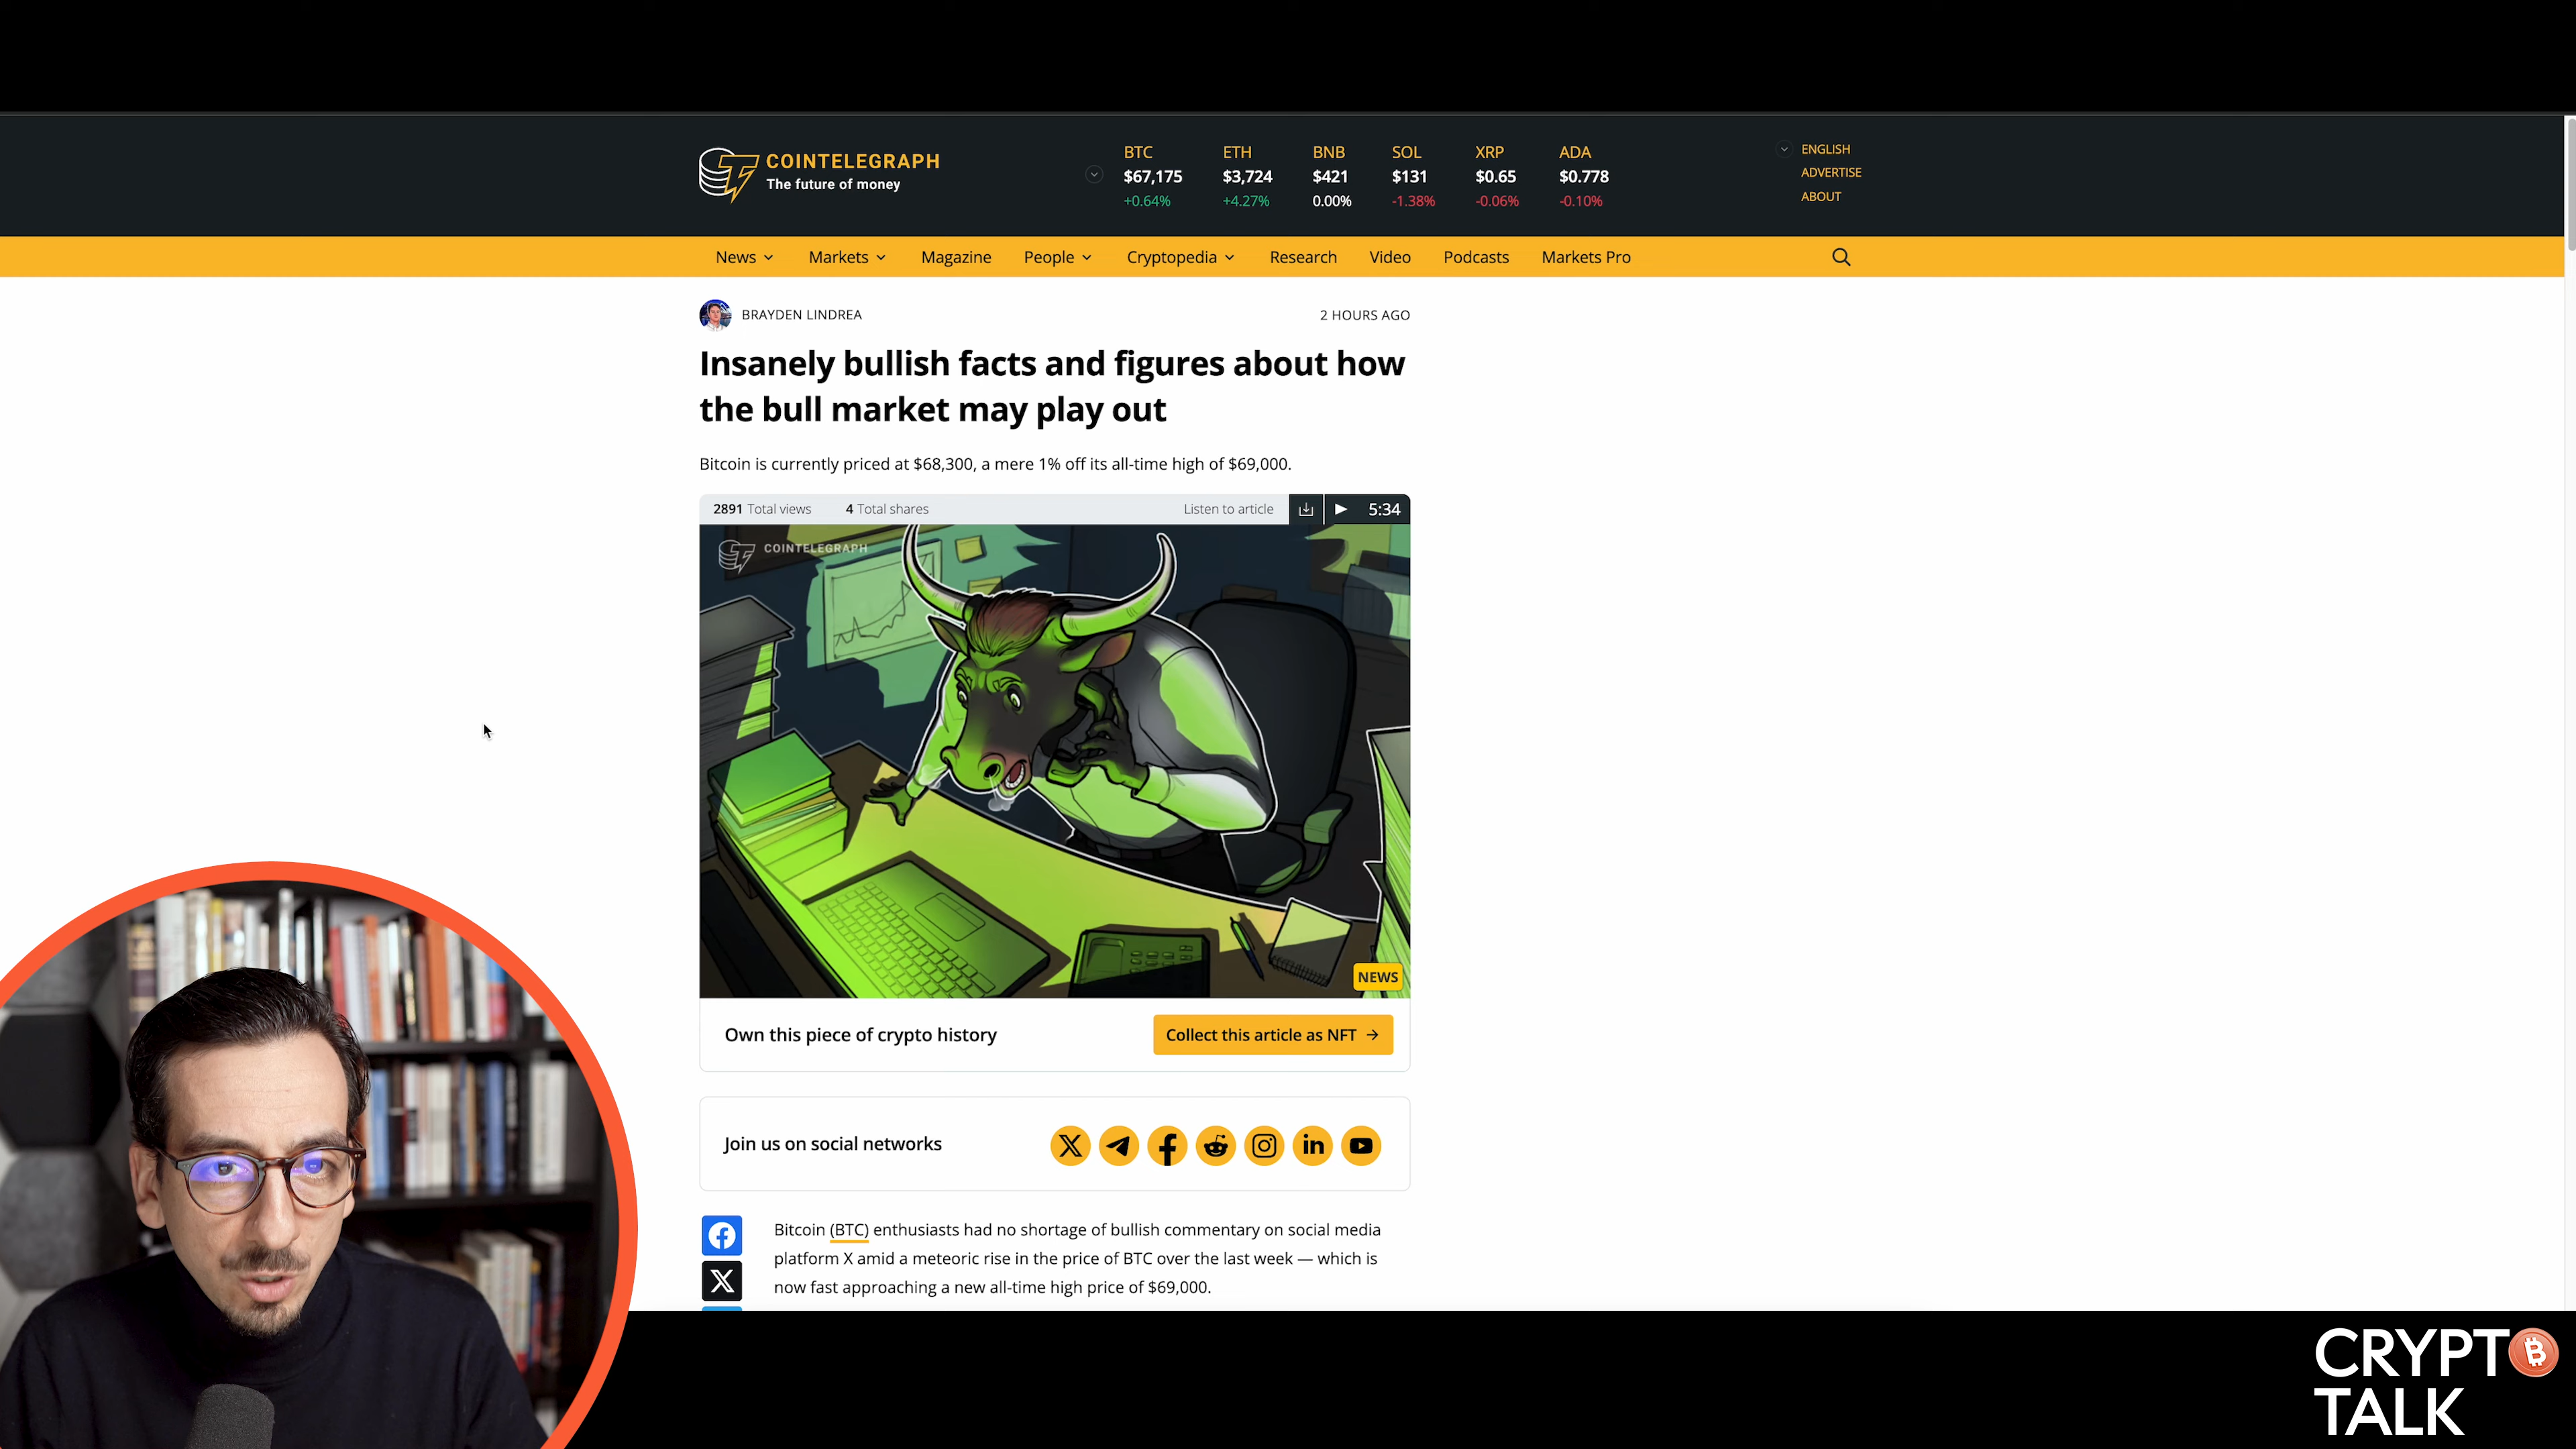 COINTELEGRAPH
The future of money
BTC ETH BNB SOL XRP ADA
$67,175 $3,724 $421 $131 $0.65 $0.778
+0.64% +4.27% 0.00% -1.38% -0.06% -0.10%
ENGLISH
ADVERTISE
ABOUT
News Markets Magazine People Cryptopedia Research Video Podcasts Markets Pro
BRAYDEN LINDREA 2 HOURS AGO
Insanely bullish facts and figures about how
the bull market may play out
Bitcoin is currently priced at $68,300, a mere 1% off its all-time high of $69,000.
2891 Total views 4 Total shares Listen to article 5:34
COINTELEGRAPH
NEWS
Own this piece of crypto history Collect this article as NFT →
Join us on social networks
Bitcoin (BTC) enthusiasts had no shortage of bullish commentary on social media
platform X amid a meteoric rise in the price of BTC over the last week — which is
now fast approaching a new all-time high price of $69,000.
CRYPTO
TALK